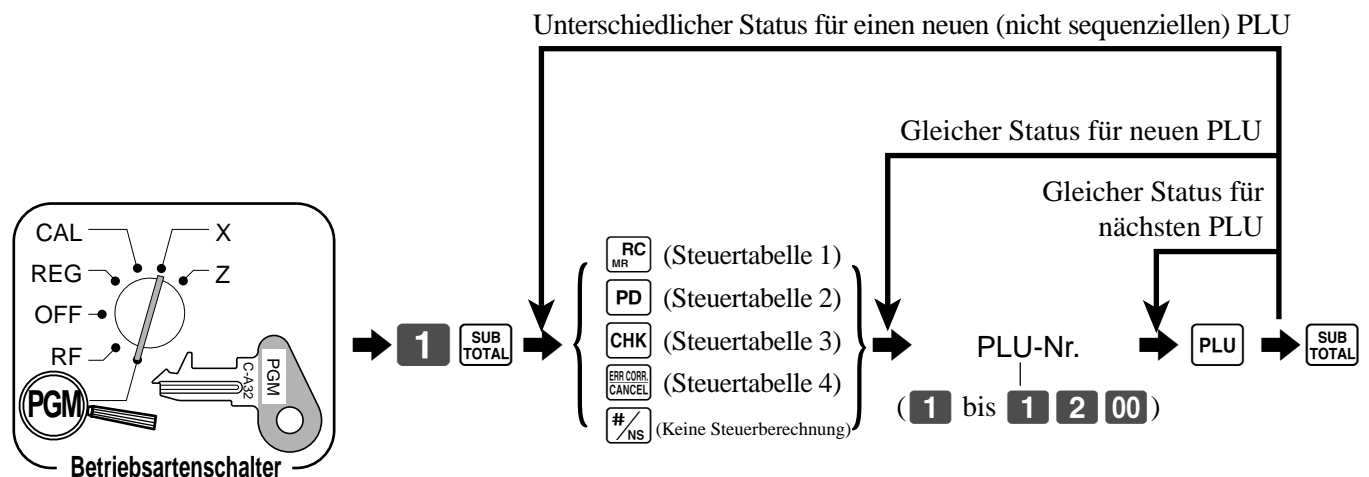 Unterschiedlicher Status für einen neuen (nicht sequenziellen) PLU
Gleicher Status für neuen PLU
Gleicher Status für
nächsten PLU
CAL
X
REG
Z
OFF
RF
PGM
PGM
C-A32
Betriebsartenschalter
1 SUB TOTAL
RC MR (Steuertabelle 1)
PD (Steuertabelle 2)
CHK (Steuertabelle 3)
ERR CORR. CANCEL (Steuertabelle 4)
#/NS (Keine Steuerberechnung)
PLU-Nr.
(1 bis 1 2 00)
PLU
SUB TOTAL